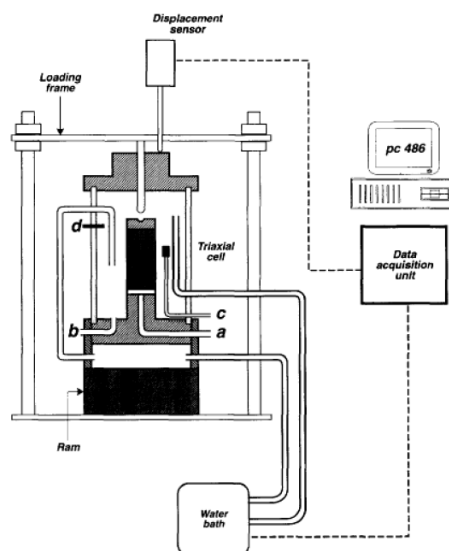 Displacement
sensor
Loading
frame
pc 486
d
Triaxial
cell
Data
acquisition
unit
c
b
a
Ram
Water
bath